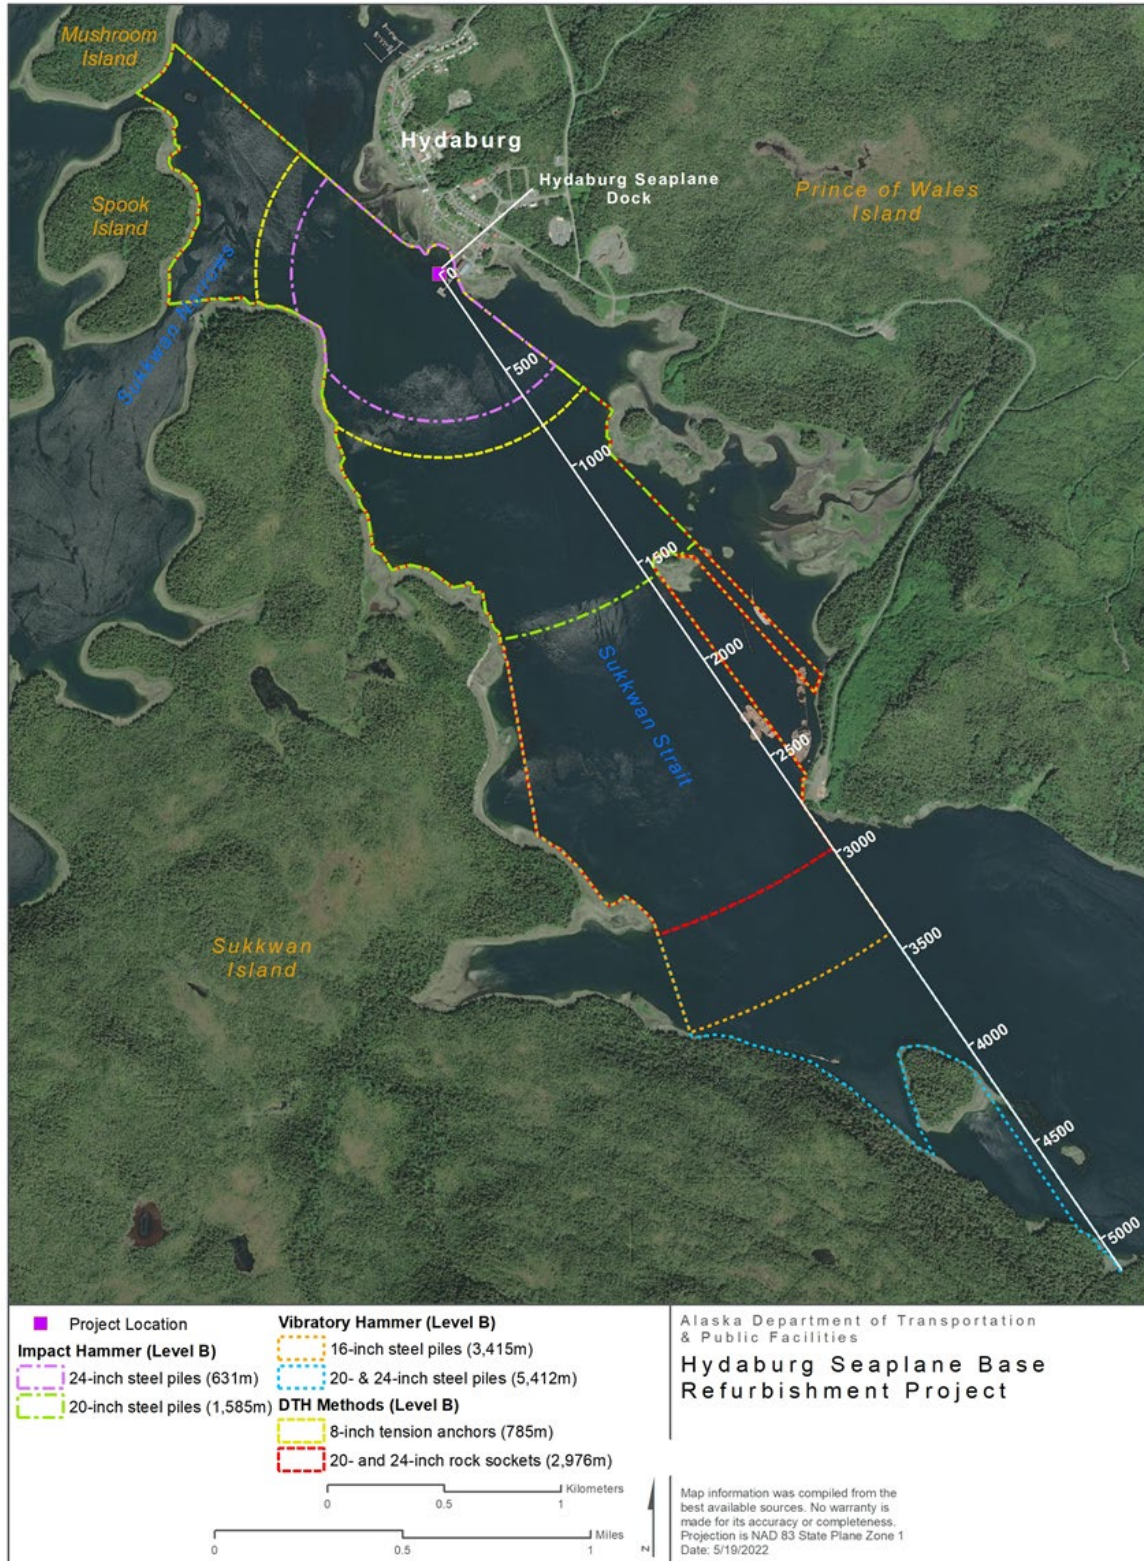 Mushroom
Island
Hydaburg
Hydaburg Seaplane
Dock
Prince of Wales
Island
Spook
Island
Sukkwan Narrows
0
500
1000
1500
2000
Sukkwan Strait
2500
3000
3500
Sukkwan
Island
4000
4500
5000
Project Location
Impact Hammer (Level B)
24-inch steel piles (631m)
20-inch steel piles (1,585m)
Vibratory Hammer (Level B)
16-inch steel piles (3,415m)
20- & 24-inch steel piles (5,412m)
DTH Methods (Level B)
8-inch tension anchors (785m)
20- and 24-inch rock sockets (2,976m)
Kilometers
0 0.5 1
Miles
0 0.5 1
N
Alaska Department of Transportation
& Public Facilities
Hydaburg Seaplane Base
Refurbishment Project
Map information was compiled from the
best available sources. No warranty is
made for its accuracy or completeness.
Projection is NAD 83 State Plane Zone 1
Date: 5/19/2022